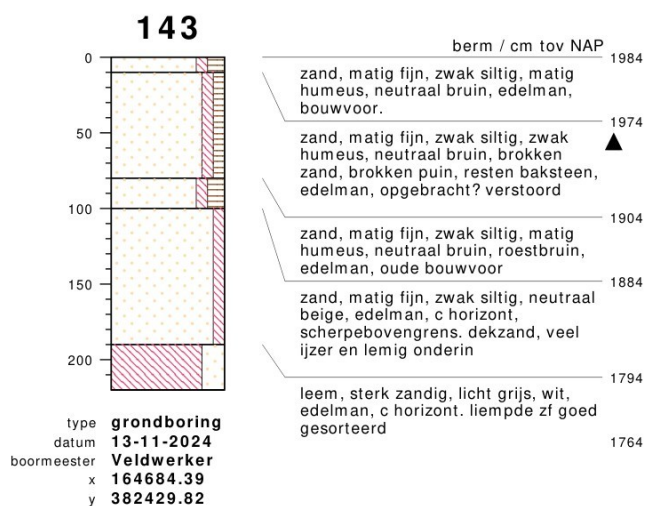 143
berm / cm tov NAP
0
50
100
150
200
1984
zand, matig fijn, zwak siltig, matig
humeus, neutraal bruin, edelman,
bouwvoor.
1974
zand, matig fijn, zwak siltig, zwak
humeus, neutraal bruin, brokken
zand, brokken puin, resten baksteen,
edelman, opgebracht? verstoord
1904
zand, matig fijn, zwak siltig, matig
humeus, neutraal bruin, roestbruin,
edelman, oude bouwvoor
1884
zand, matig fijn, zwak siltig, neutraal
beige, edelman, c horizont,
scherpebovengrens. dekzand, veel
ijzer en lemig onderin
1794
leem, sterk zandig, licht grijs, wit,
edelman, c horizont. liempde zf goed
gesorteerd
1764
type grondboring
datum 13-11-2024
boormeester Veldwerker
x 164684.39
y 382429.82